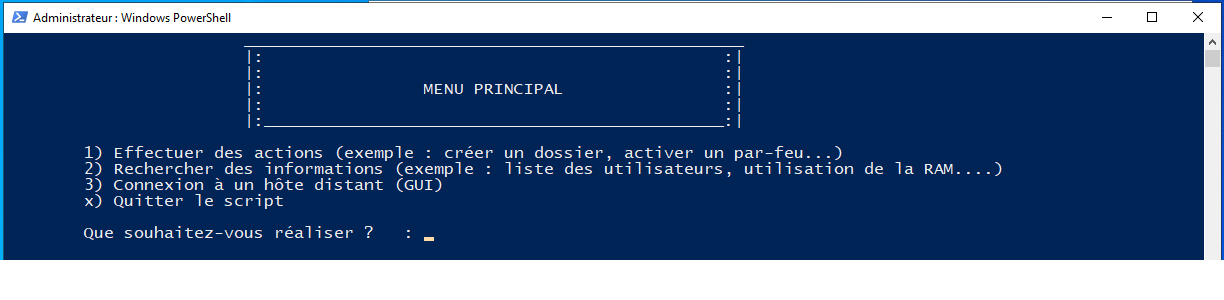 Administrateur : Windows PowerShell
MENU PRINCIPAL
1) Effectuer des actions (exemple : créer un dossier, activer un par-feu...)
2) Rechercher des informations (exemple : liste des utilisateurs, utilisation de la RAM....)
3) Connexion à un hôte distant (GUI)
x) Quitter le script
Que souhaitez-vous réaliser ? : _